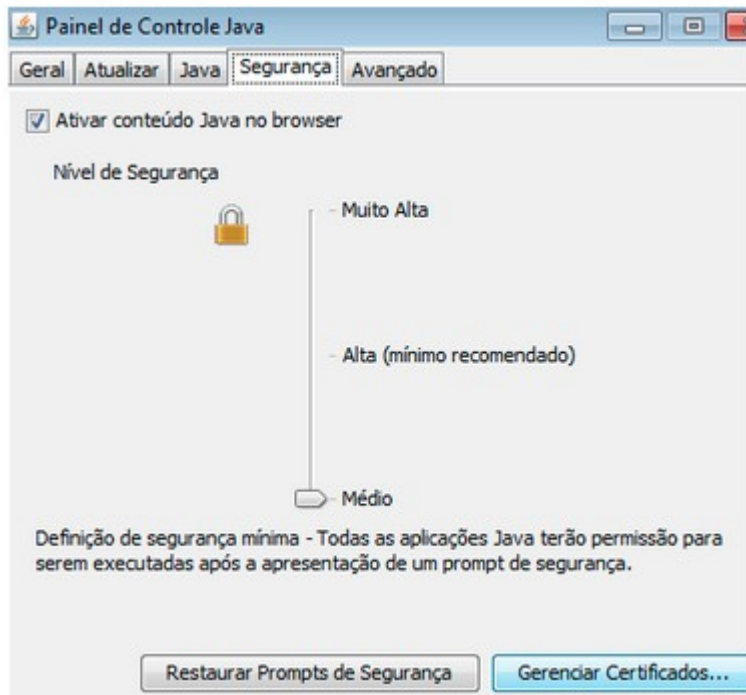 Painel de Controle Java
Geral Atualizar Java Segurança Avançado
Ativar conteúdo Java no browser
Nível de Segurança
Muito Alta
Alta (mínimo recomendado)
Médio
Definição de segurança mínima - Todas as aplicações Java terão permissão para
serem executadas após a apresentação de um prompt de segurança.
Restaurar Prompts de Segurança Gerenciar Certificados...